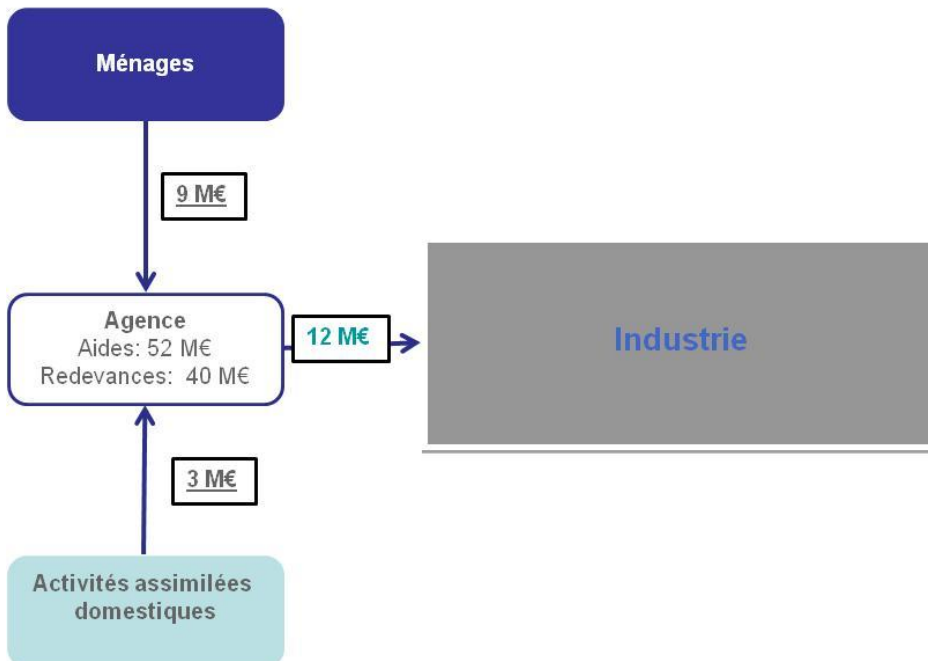 Ménages
9 M€
Agence
Aides: 52 M€
Redevances: 40 M€
12 M€
Industrie
3 M€
Activités assimilées
domestiques